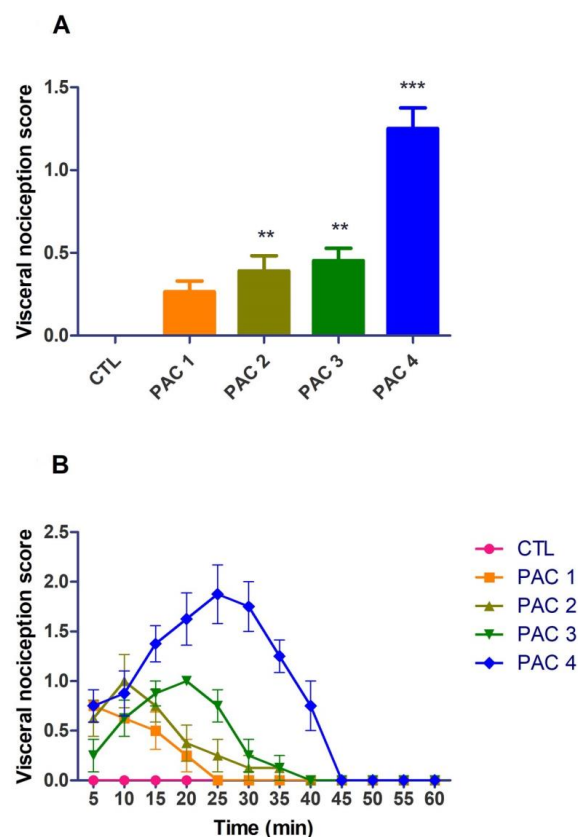 A
Visceral nociception score
1.5
1.0
0.5
0.0
***
**
**
CTL
PAC 1
PAC 2
PAC 3
PAC 4
B
Visceral nociception score
2.5
2.0
1.5
1.0
0.5
0.0
5 10 15 20 25 30 35 40 45 50 55 60
Time (min)
CTL
PAC 1
PAC 2
PAC 3
PAC 4